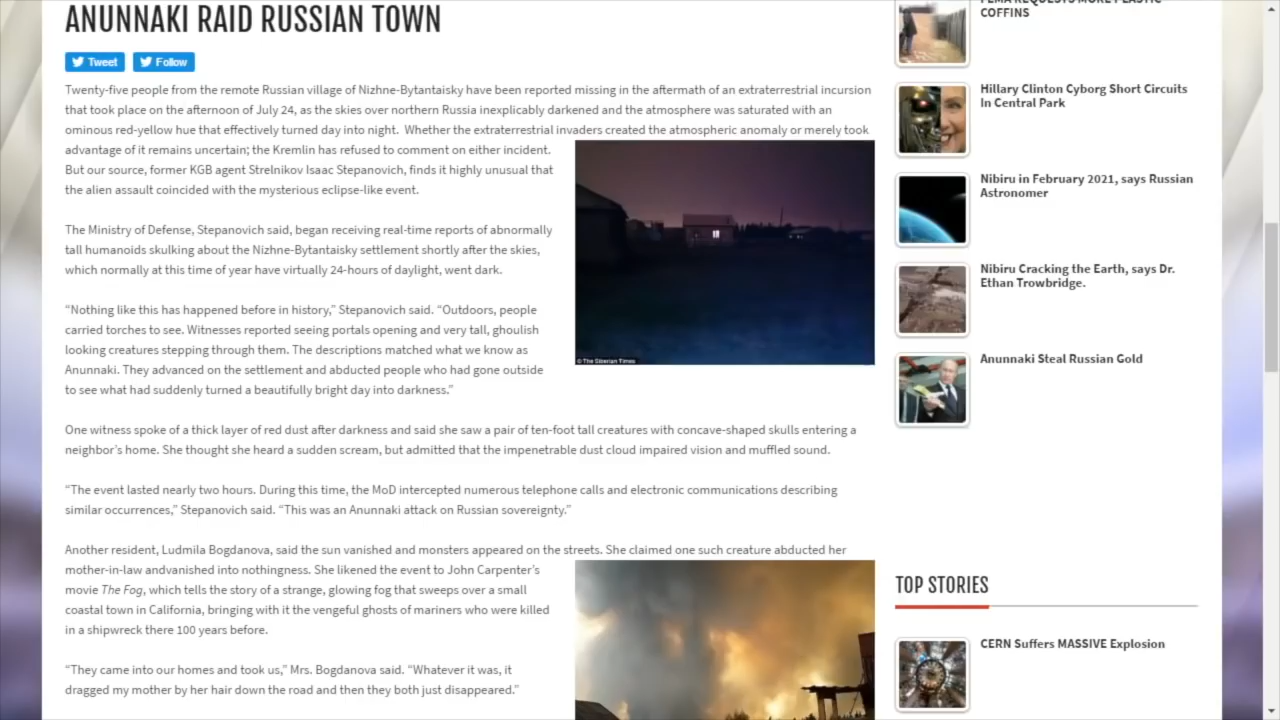 ANUNNAKI RAID RUSSIAN TOWN
Tweet
Follow
Twenty-five people from the remote Russian village of Nizhne-Bytantaisky have been reported missing in the aftermath of an extraterrestrial incursion
that took place on the afternoon of July 24, as the skies over northern Russia inexplicably darkened and the atmosphere was saturated with an
ominous red-yellow hue that effectively turned day into night. Whether the extraterrestrial invaders created the atmospheric anomaly or merely took
advantage of it remains uncertain; the Kremlin has refused to comment on either incident.
But our source, former KGB agent Strelnikov Isaac Stepanovich, finds it highly unusual that
the alien assault coincided with the mysterious eclipse-like event.
The Ministry of Defense, Stepanovich said, began receiving real-time reports of abnormally
tall humanoids skulking about the Nizhne-Bytantaisky settlement shortly after the skies,
which normally at this time of year have virtually 24-hours of daylight, went dark.
“Nothing like this has happened before in history,” Stepanovich said. “Outdoors, people
carried torches to see. Witnesses reported seeing portals opening and very tall, ghoulish
looking creatures stepping through them. The descriptions matched what we know as
Anunnaki. They advanced on the settlement and abducted people who had gone outside
to see what had suddenly turned a beautifully bright day into darkness.”
© The Siberian Times
One witness spoke of a thick layer of red dust after darkness and said she saw a pair of ten-foot tall creatures with concave-shaped skulls entering a
neighbor’s home. She thought she heard a sudden scream, but admitted that the impenetrable dust cloud impaired vision and muffled sound.
“The event lasted nearly two hours. During this time, the MoD intercepted numerous telephone calls and electronic communications describing
similar occurrences,” Stepanovich said. “This was an Anunnaki attack on Russian sovereignty.”
Another resident, Ludmila Bogdanova, said the sun vanished and monsters appeared on the streets. She claimed one such creature abducted her
mother-in-law andvanished into nothingness. She likened the event to John Carpenter’s
movie The Fog, which tells the story of a strange, glowing fog that sweeps over a small
coastal town in California, bringing with it the vengeful ghosts of mariners who were killed
in a shipwreck there 100 years before.
“They came into our homes and took us,” Mrs. Bogdanova said. “Whatever it was, it
dragged my mother by her hair down the road and then they both just disappeared.”
FEMA REQUESTS MORE PLASTIC
COFFINS
Hillary Clinton Cyborg Short Circuits
In Central Park
Nibiru in February 2021, says Russian
Astronomer
Nibiru Cracking the Earth, says Dr.
Ethan Trowbridge.
Anunnaki Steal Russian Gold
TOP STORIES
CERN Suffers MASSIVE Explosion